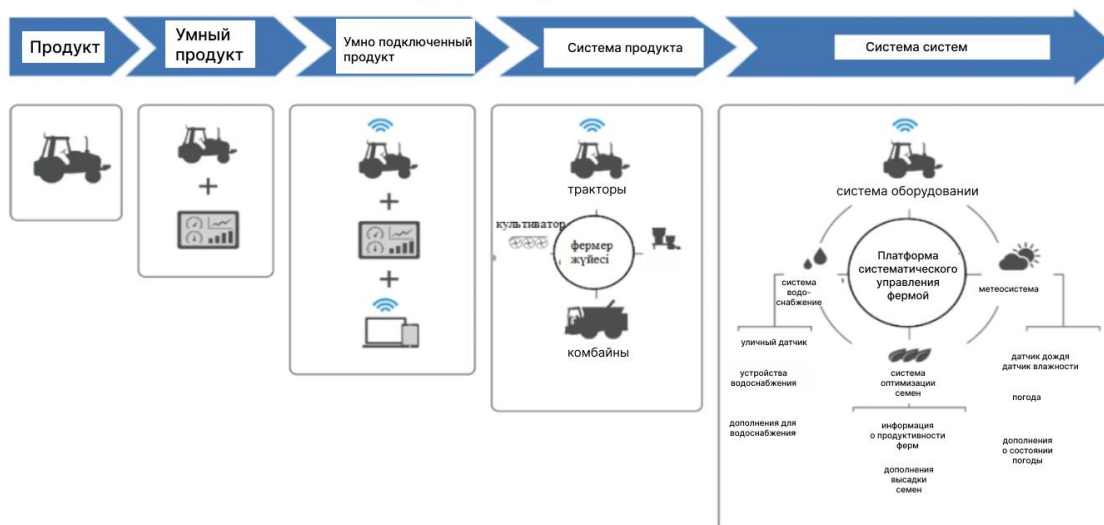 Продукт
Умный
продукт
Умно подключенный
продукт
Система продукта
Система систем
тракторы
культиватор
фермер
жүйесі
комбайны
система оборудовании
Платформа
систематического
управления
фермой
система
водо-
снабжение
метеосистема
уличный датчик
устройства
водоснабжения
дополнения для
водоснабжения
система
оптимизации
семен
информация
о продуктивности
ферм
дополнения
высадки
семен
датчик дождя
датчик влажности
погода
дополнения
о состоянии
погоды